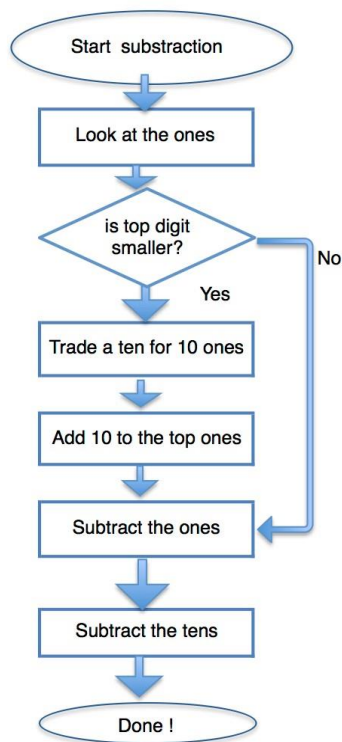 Start substraction
Look at the ones
is top digit
smaller?
No
Yes
Trade a ten for 10 ones
Add 10 to the top ones
Subtract the ones
Subtract the tens
Done !